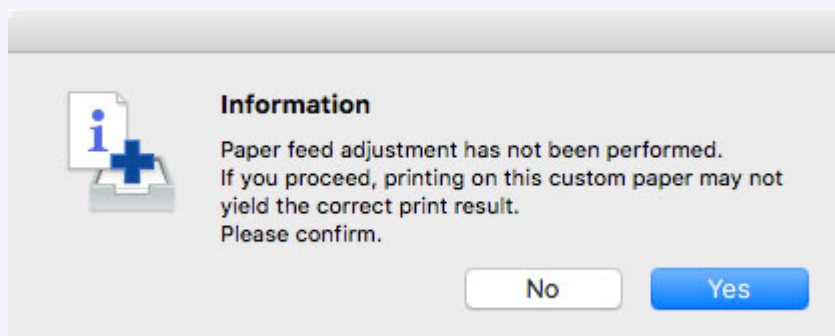 Information
Paper feed adjustment has not been performed.
If you proceed, printing on this custom paper may not
yield the correct print result.
Please confirm.
No
Yes